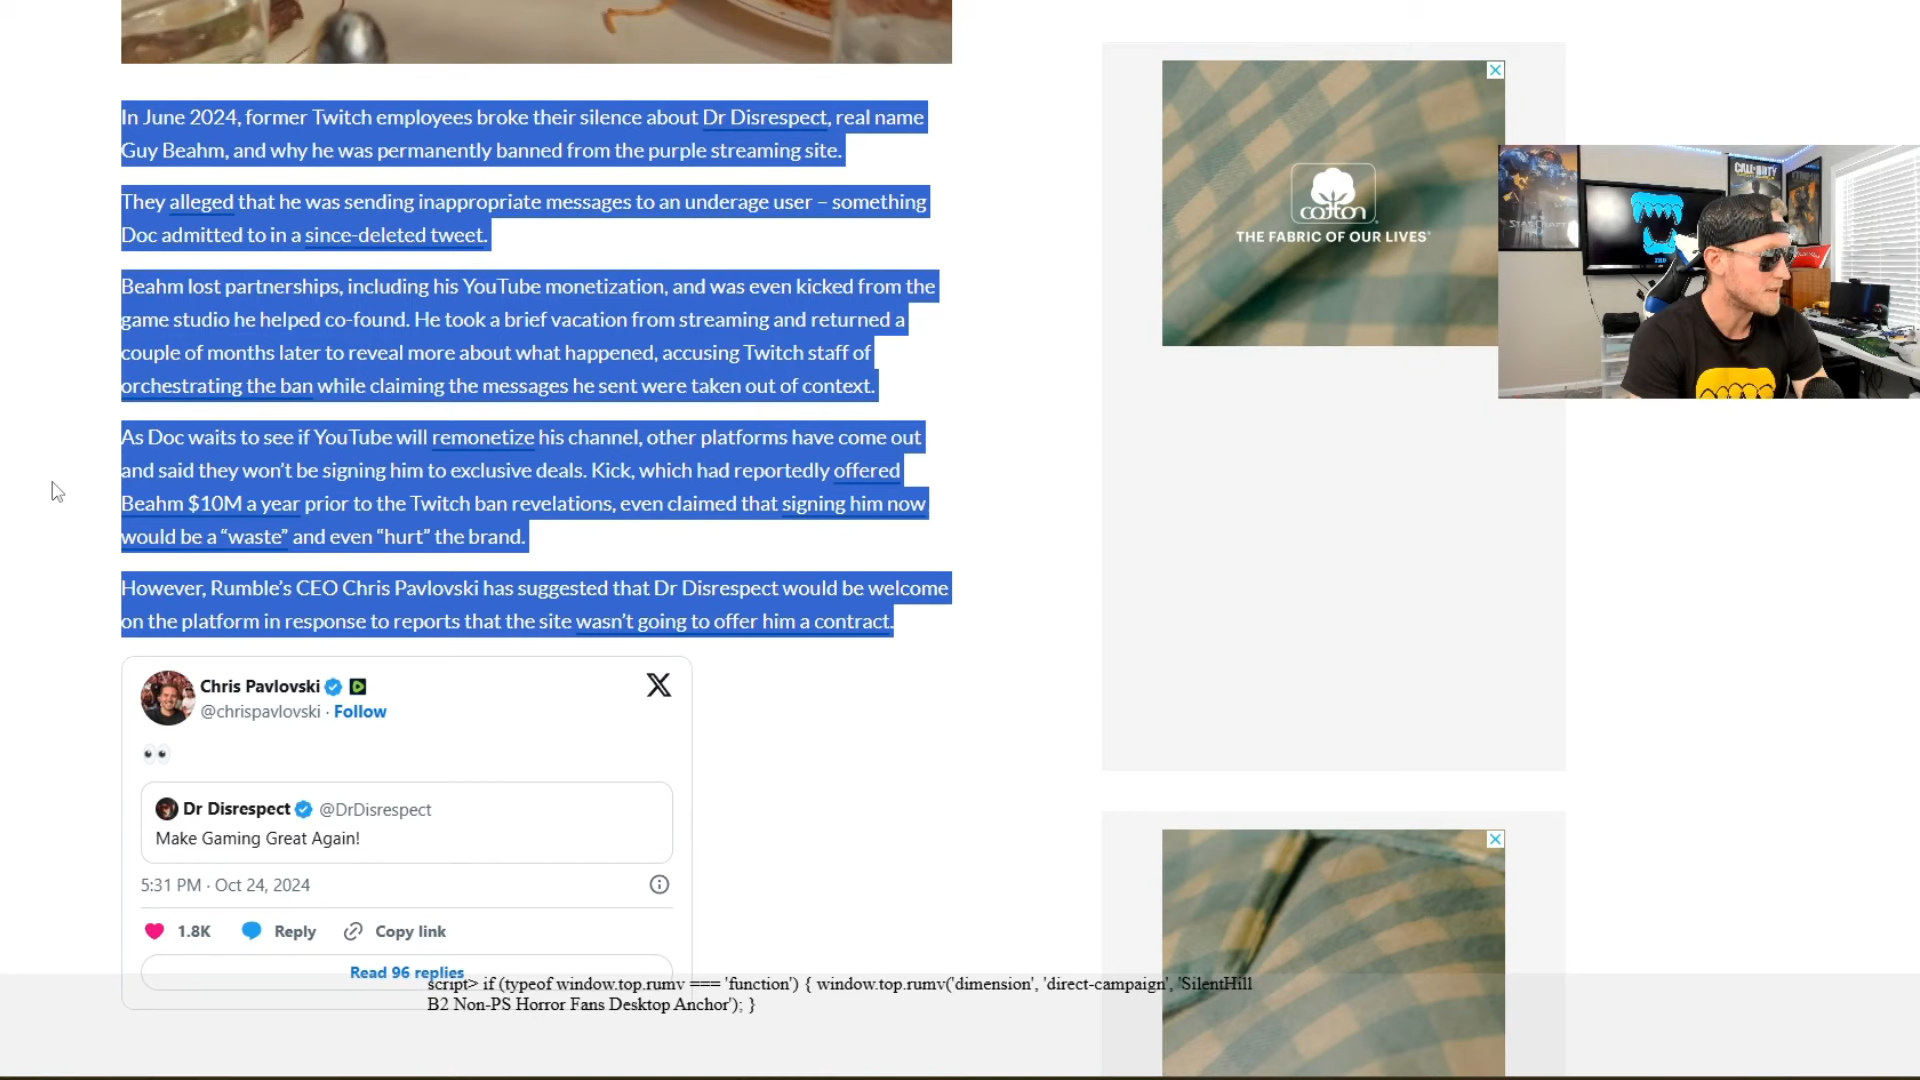 In June 2024, former Twitch employees broke their silence about Dr Disrespect, real name
Guy Beahm, and why he was permanently banned from the purple streaming site.
They alleged that he was sending inappropriate messages to an underage user – something
Doc admitted to in a since-deleted tweet.
Beahm lost partnerships, including his YouTube monetization, and was even kicked from the
game studio he helped co-found. He took a brief vacation from streaming and returned a
couple of months later to reveal more about what happened, accusing Twitch staff of
orchestrating the ban while claiming the messages he sent were taken out of context.
As Doc waits to see if YouTube will remonetize his channel, other platforms have come out
and said they won’t be signing him to exclusive deals. Kick, which had reportedly offered
Beahm $10M a year prior to the Twitch ban revelations, even claimed that signing him now
would be a “waste” and even “hurt” the brand.
However, Rumble’s CEO Chris Pavlovski has suggested that Dr Disrespect would be welcome
on the platform in response to reports that the site wasn’t going to offer him a contract.
Chris Pavlovski
@chrispavlovski · Follow
Dr Disrespect @DrDisrespect
Make Gaming Great Again!
5:31 PM · Oct 24, 2024
1.8K Reply Copy link
Read 96 replies
script> if (typeof window.top.rumv === 'function') { window.top.rumv('dimension', 'direct-campaign', 'SilentHill
B2 Non-PS Horror Fans Desktop Anchor'); }
cotton
THE FABRIC OF OUR LIVES
CALL OF DUTY
STARCRAFT